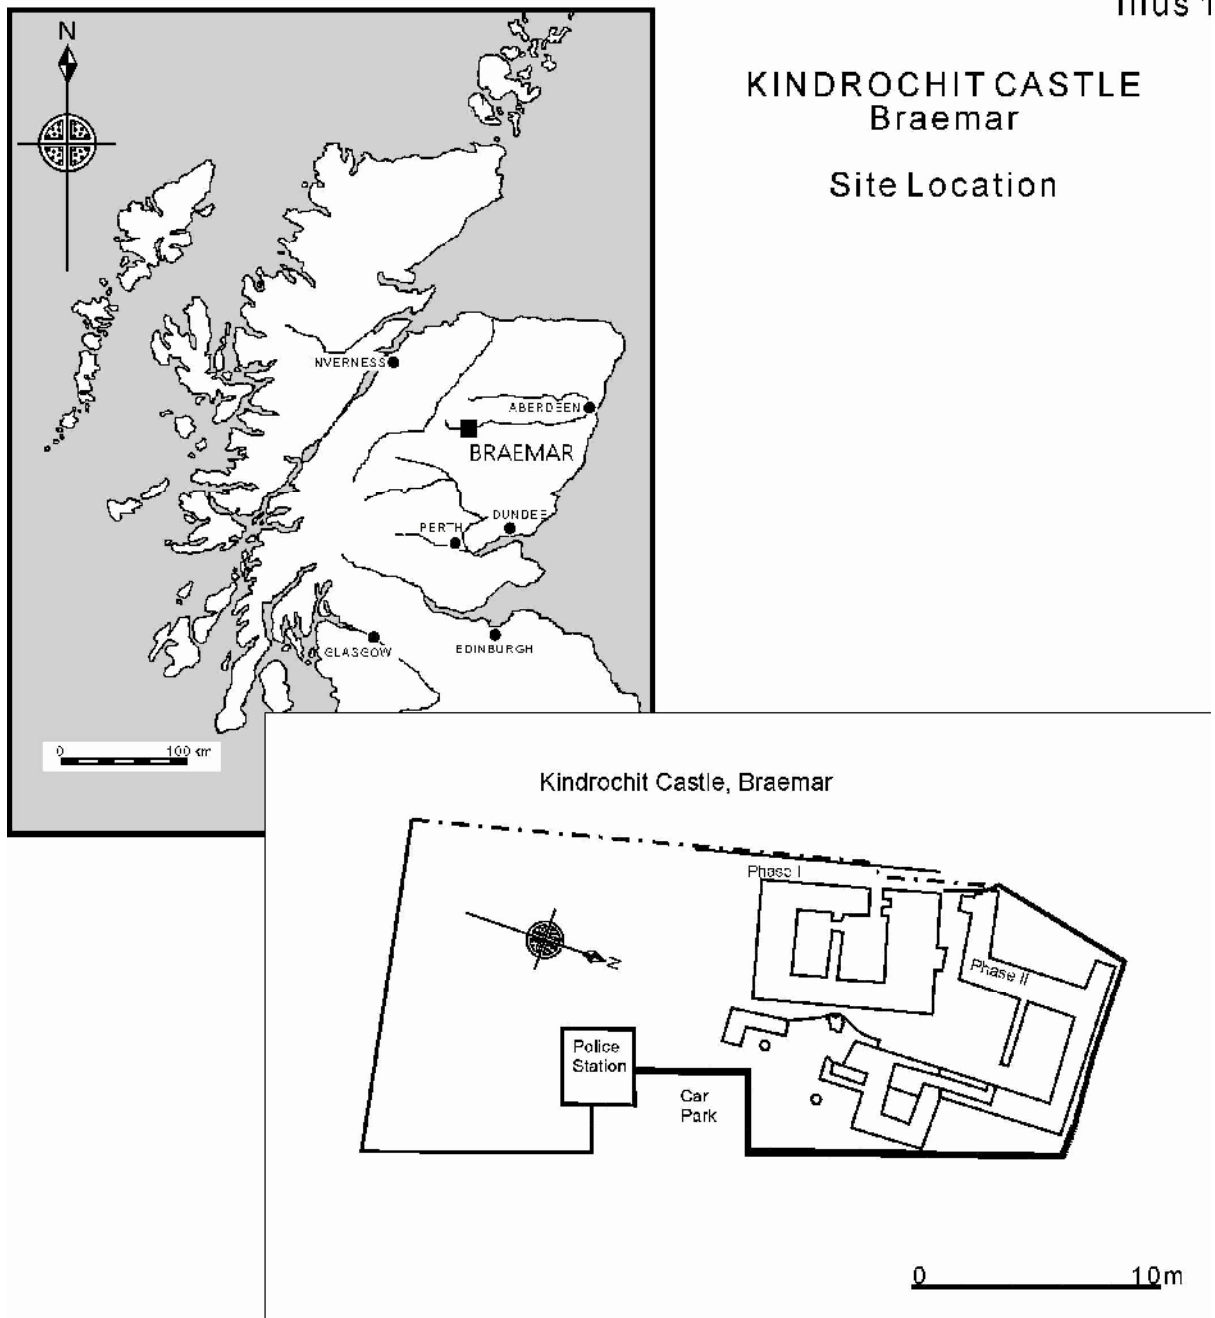 Illus 1
KINDROCHIT CASTLE
Braemar
Site Location
N
NVERNESS
ABERDEEN
BRAEMAR
DUNDEE
PERTH
GLASGOW
EDINBURGH
0 100 km
Kindrochit Castle, Braemar
Phase I
N
Phase II
Police
Station
Car
Park
0 10m